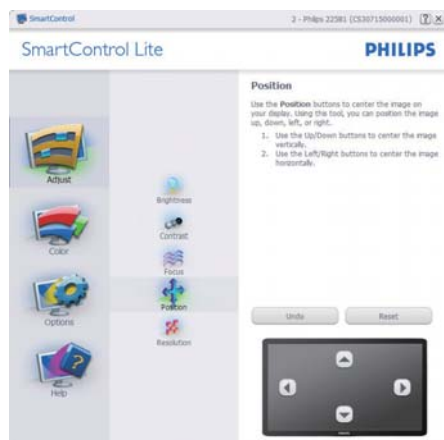 SmartControl
2 - Philips 225B1 (CS30715000001)
SmartControl Lite
PHILIPS
Position
Use the Position buttons to center the image on
your display. Using the tool, you can position the image
up, down, left, or right.
1. Use the Up/Down buttons to center the image
vertically.
2. Use the Left/Right buttons to center the image
horizontally.
Adjust
Color
Options
Help
Brightness
Contrast
Focus
Position
Resolution
Undo
Reset